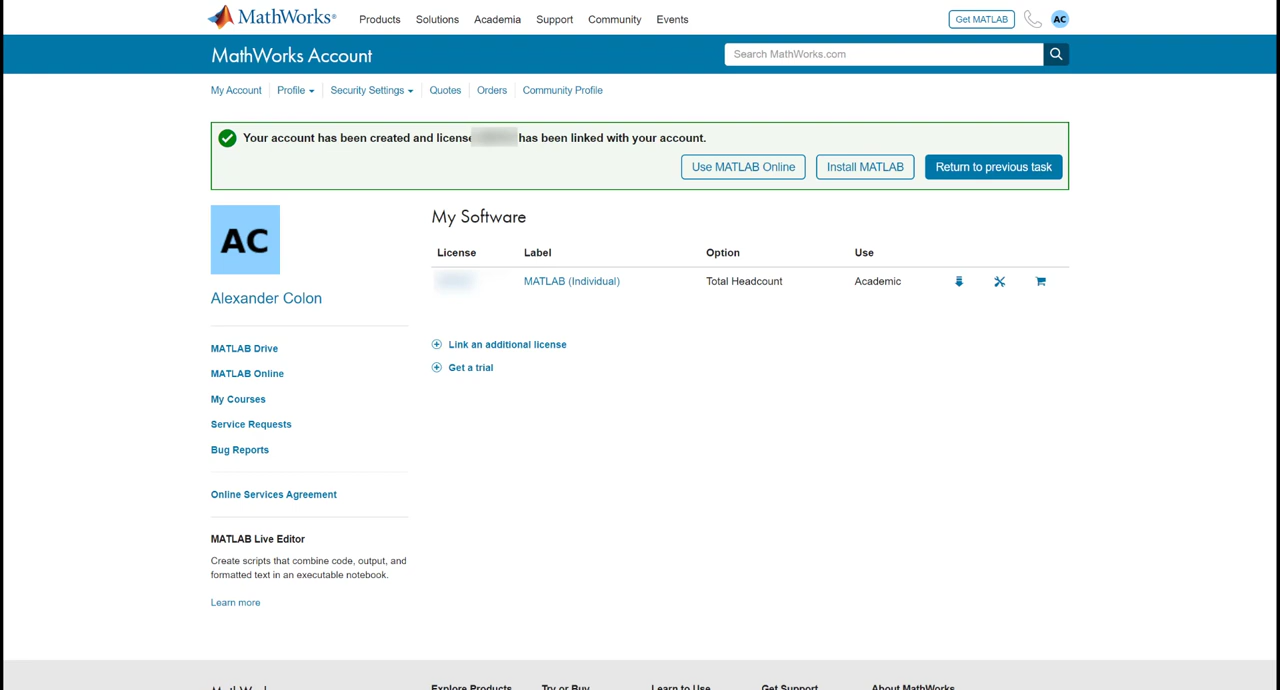 MathWorks® Products Solutions Academia Support Community Events Get MATLAB AC
MathWorks Account Search MathWorks.com
My Account Profile Security Settings Quotes Orders Community Profile
Your account has been created and license has been linked with your account.
Use MATLAB Online Install MATLAB Return to previous task
AC
Alexander Colon
MATLAB Drive
MATLAB Online
My Courses
Service Requests
Bug Reports
Online Services Agreement
MATLAB Live Editor
Create scripts that combine code, output, and
formatted text in an executable notebook.
Learn more
My Software
License Label Option Use
MATLAB (Individual) Total Headcount Academic
Link an additional license
Get a trial
MathWorks Explore Products Try or Buy Learn to Use Get Support About MathWorks